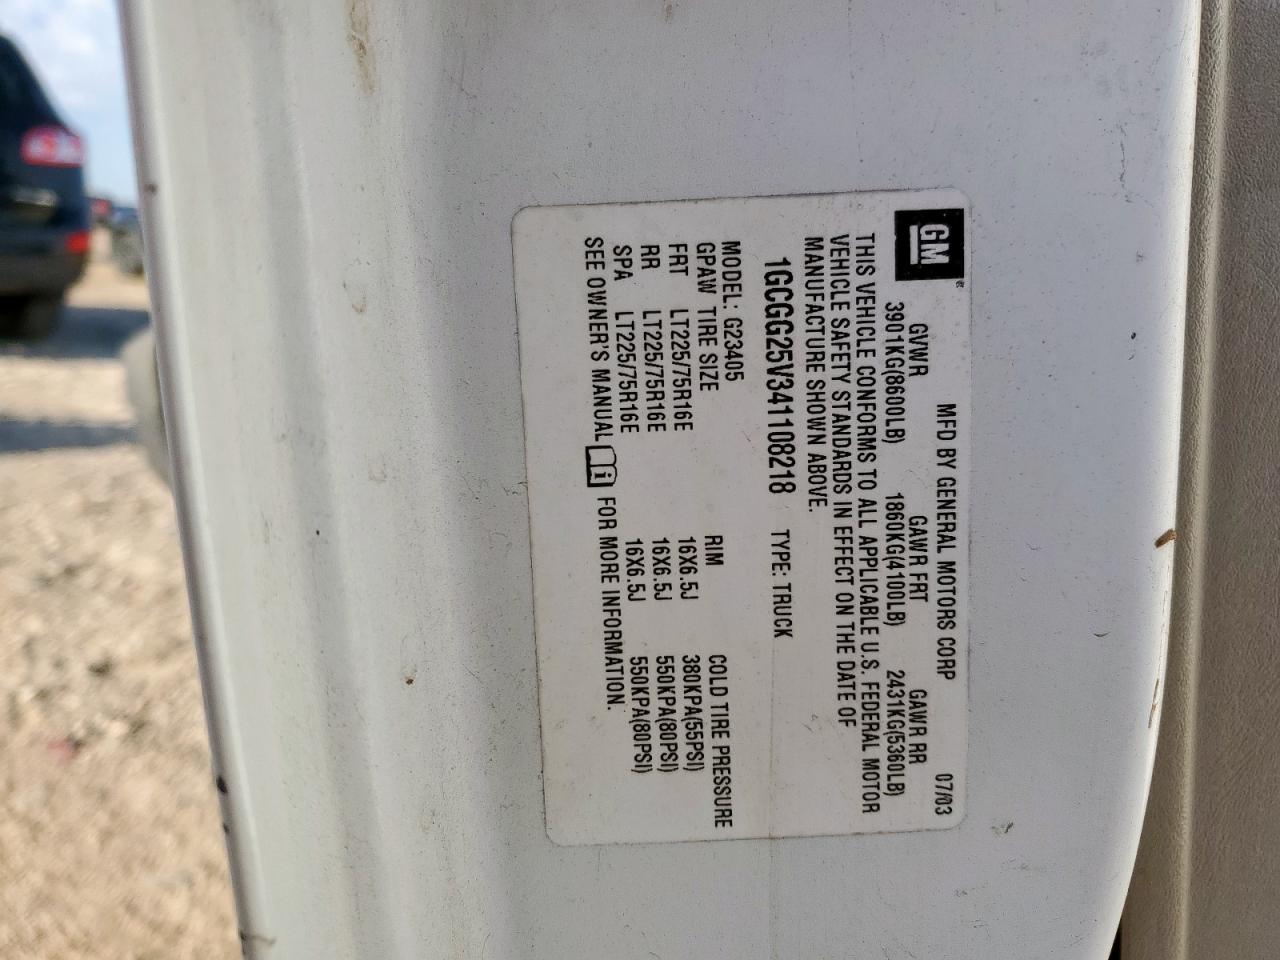 GM
MFD BY GENERAL MOTORS CORP 07/03
GVWR GAWR FRT GAWR RR
3901KG(8600LB) 1860KG(4100LB) 2431KG(5360LB)
THIS VEHICLE CONFORMS TO ALL APPLICABLE U.S. FEDERAL MOTOR
VEHICLE SAFETY STANDARDS IN EFFECT ON THE DATE OF
MANUFACTURE SHOWN ABOVE.
1GCGG25V341108218 TYPE: TRUCK
MODEL: G23405
GPAW TIRE SIZE RIM COLD TIRE PRESSURE
FRT LT225/75R16E 16X6.5J 380KPA(55PSI)
RR LT225/75R16E 16X6.5J 550KPA(80PSI)
SPA LT225/75R16E 16X6.5J 550KPA(80PSI)
SEE OWNER'S MANUAL i FOR MORE INFORMATION.